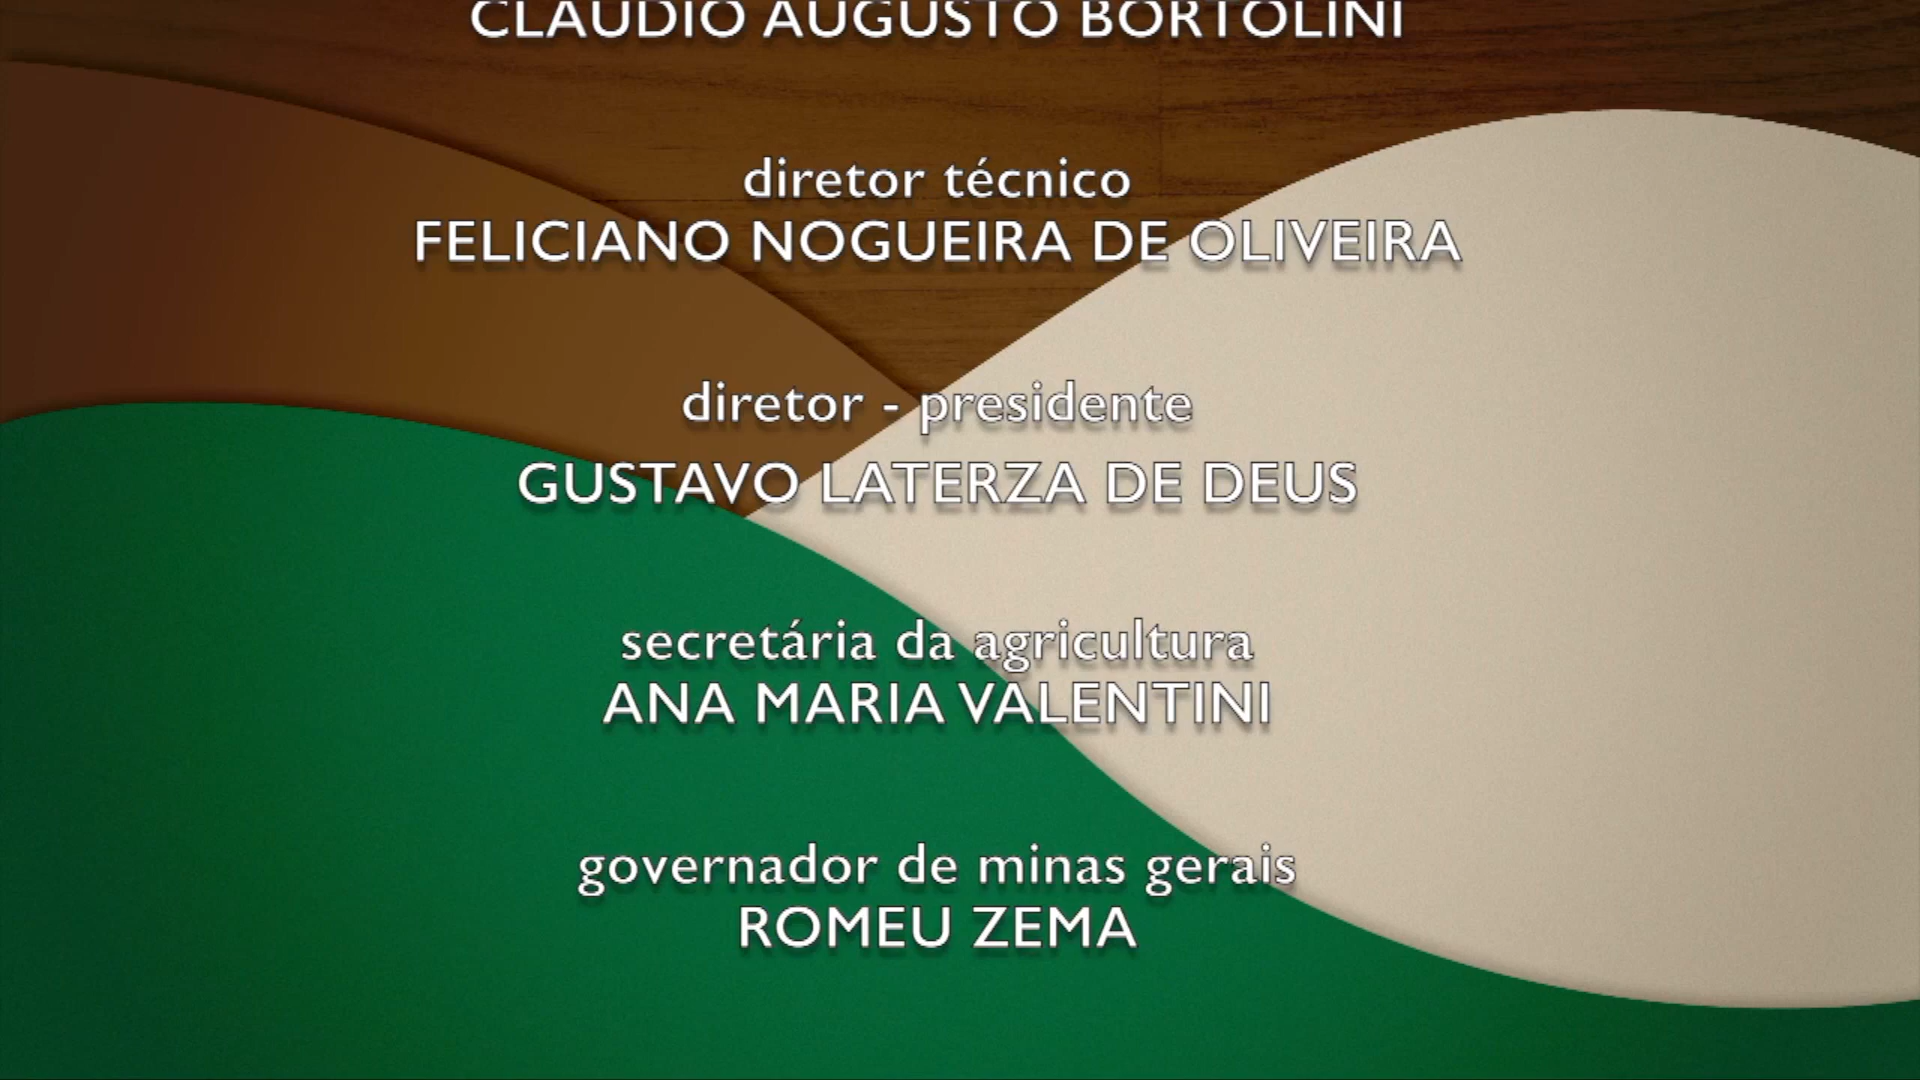 CLAUDIO AUGUSTO BORTOLINI
diretor técnico
FELICIANO NOGUEIRA DE OLIVEIRA
diretor - presidente
GUSTAVO LATERZA DE DEUS
secretária da agricultura
ANA MARIA VALENTINI
governador de minas gerais
ROMEU ZEMA